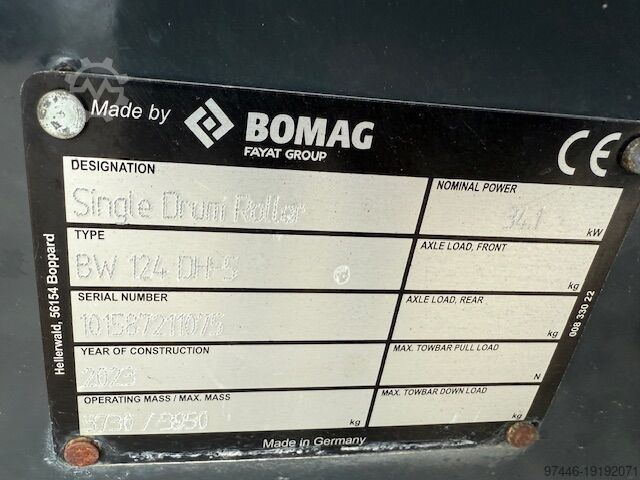 Made by BOMAG
FAYAT GROUP
CE
DESIGNATION
Single Drum Roller
NOMINAL POWER
34.1 kW
TYPE
BW 124 DH-5
AXLE LOAD, FRONT
kg
SERIAL NUMBER
101587211075
AXLE LOAD, REAR
kg
YEAR OF CONSTRUCTION
2023
MAX. TOWBAR PULL LOAD
N
OPERATING MASS / MAX. MASS
3730 / 3950 kg
MAX. TOWBAR DOWN LOAD
kg
Made in Germany
Hellerwald, 56154 Boppard
008 330 22
97446-19192071